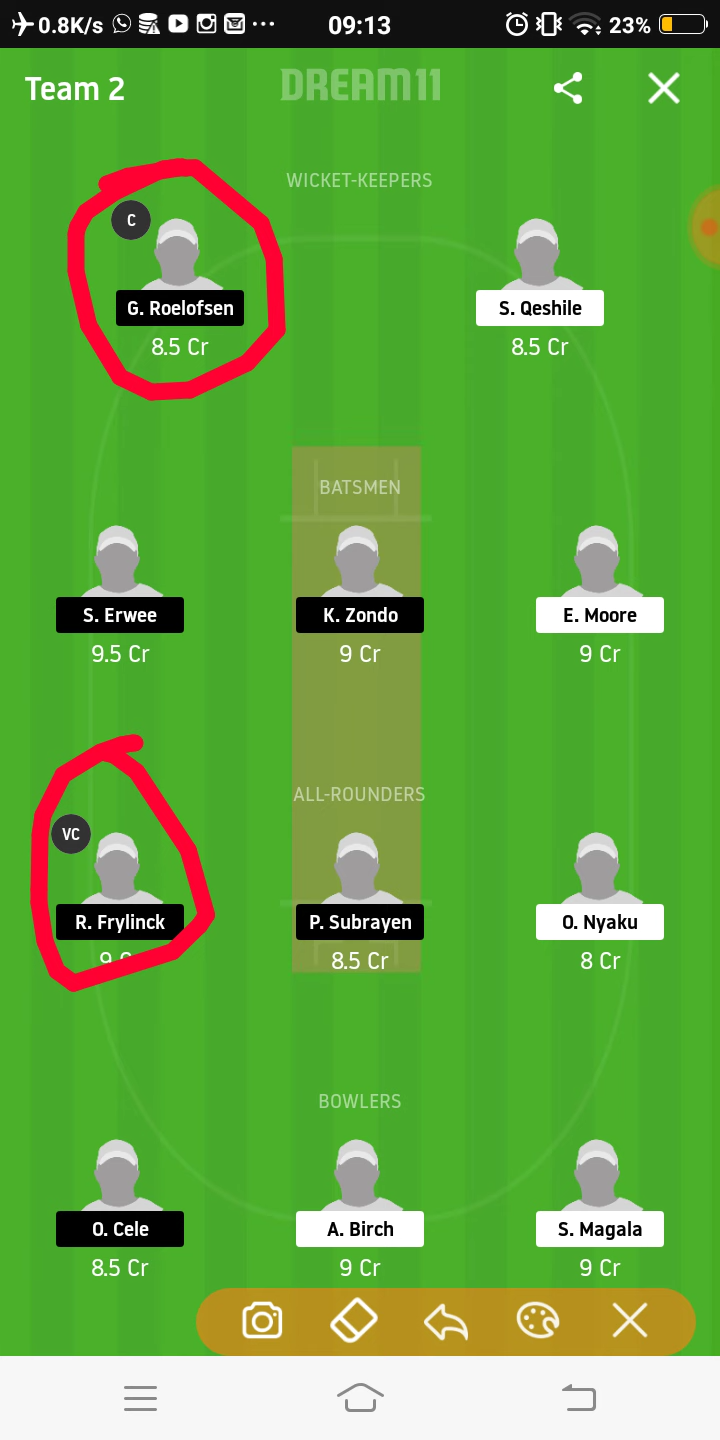 0.8K/s 09:13 23%
Team 2 DREAM11
WICKET-KEEPERS
C
G. Roelofsen S. Qeshile
8.5 Cr 8.5 Cr
BATSMEN
S. Erwee K. Zondo E. Moore
9.5 Cr 9 Cr 9 Cr
ALL-ROUNDERS
VC
R. Frylinck P. Subrayen O. Nyaku
8.5 Cr 8 Cr
BOWLERS
O. Cele A. Birch S. Magala
8.5 Cr 9 Cr 9 Cr